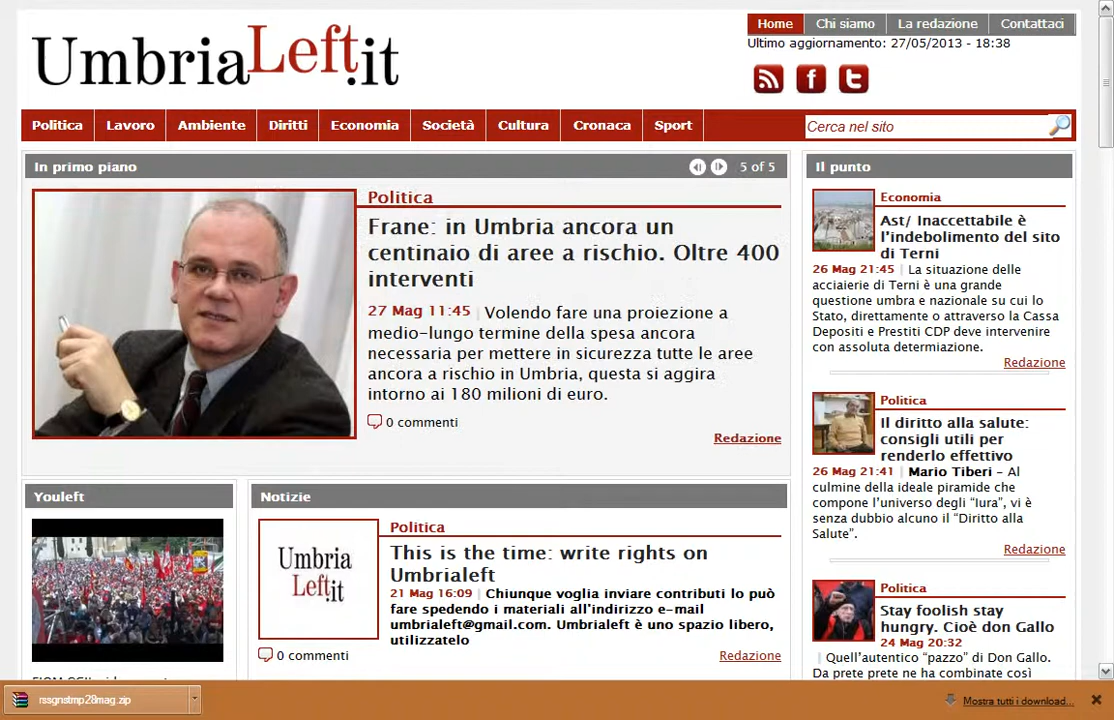 UmbriaLeft.it
Home Chi siamo La redazione Contattaci
Ultimo aggiornamento: 27/05/2013 - 18:38
Politica Lavoro Ambiente Diritti Economia Società Cultura Cronaca Sport
Cerca nel sito
In primo piano
5 of 5
Politica
Frane: in Umbria ancora un
centinaio di aree a rischio. Oltre 400
interventi
27 Mag 11:45 | Volendo fare una proiezione a
medio-lungo termine della spesa ancora
necessaria per mettere in sicurezza tutte le aree
ancora a rischio in Umbria, questa si aggira
intorno ai 180 milioni di euro.
0 commenti
Redazione
Il punto
Economia
Ast/ Inaccettabile è
l'indebolimento del sito
di Terni
26 Mag 21:45 | La situazione delle
acciaierie di Terni è una grande
questione umbra e nazionale su cui lo
Stato, direttamente o attraverso la Cassa
Depositi e Prestiti CDP deve intervenire
con assoluta determiazione.
Redazione
Politica
Il diritto alla salute:
consigli utili per
renderlo effettivo
26 Mag 21:41 | Mario Tiberi - Al
culmine della ideale piramide che
compone l'universo degli "Iura", vi è
senza dubbio alcuno il "Diritto alla
Salute".
Redazione
Politica
Stay foolish stay
hungry. Cioè don Gallo
24 Mag 20:32
| Quell'autentico "pazzo" di Don Gallo.
Da prete prete ne ha combinate così
Youleft
Notizie
Umbria
Left.it
Politica
This is the time: write rights on
Umbrialeft
21 Mag 16:09 | Chiunque voglia inviare contributi lo può
fare spedendo i materiali all'indirizzo e-mail
umbrialeft@gmail.com. Umbrialeft è uno spazio libero,
utilizzatelo
0 commenti
Redazione
rssgnstmp28mag.zip
Mostra tutti i download...